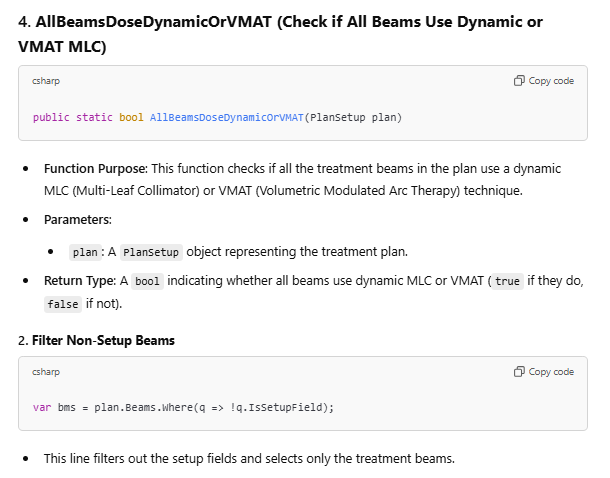 4. AllBeamsDoseDynamicOrVMAT (Check if All Beams Use Dynamic or
VMAT MLC)
csharp
Copy code
public static bool AllBeamsDoseDynamicOrVMAT(PlanSetup plan)
• Function Purpose: This function checks if all the treatment beams in the plan use a dynamic
MLC (Multi-Leaf Collimator) or VMAT (Volumetric Modulated Arc Therapy) technique.
• Parameters:
• plan : A PlanSetup object representing the treatment plan.
• Return Type: A bool indicating whether all beams use dynamic MLC or VMAT ( true if they do,
false if not).
2. Filter Non-Setup Beams
csharp
Copy code
var bms = plan.Beams.Where(q => !q.IsSetupField);
• This line filters out the setup fields and selects only the treatment beams.